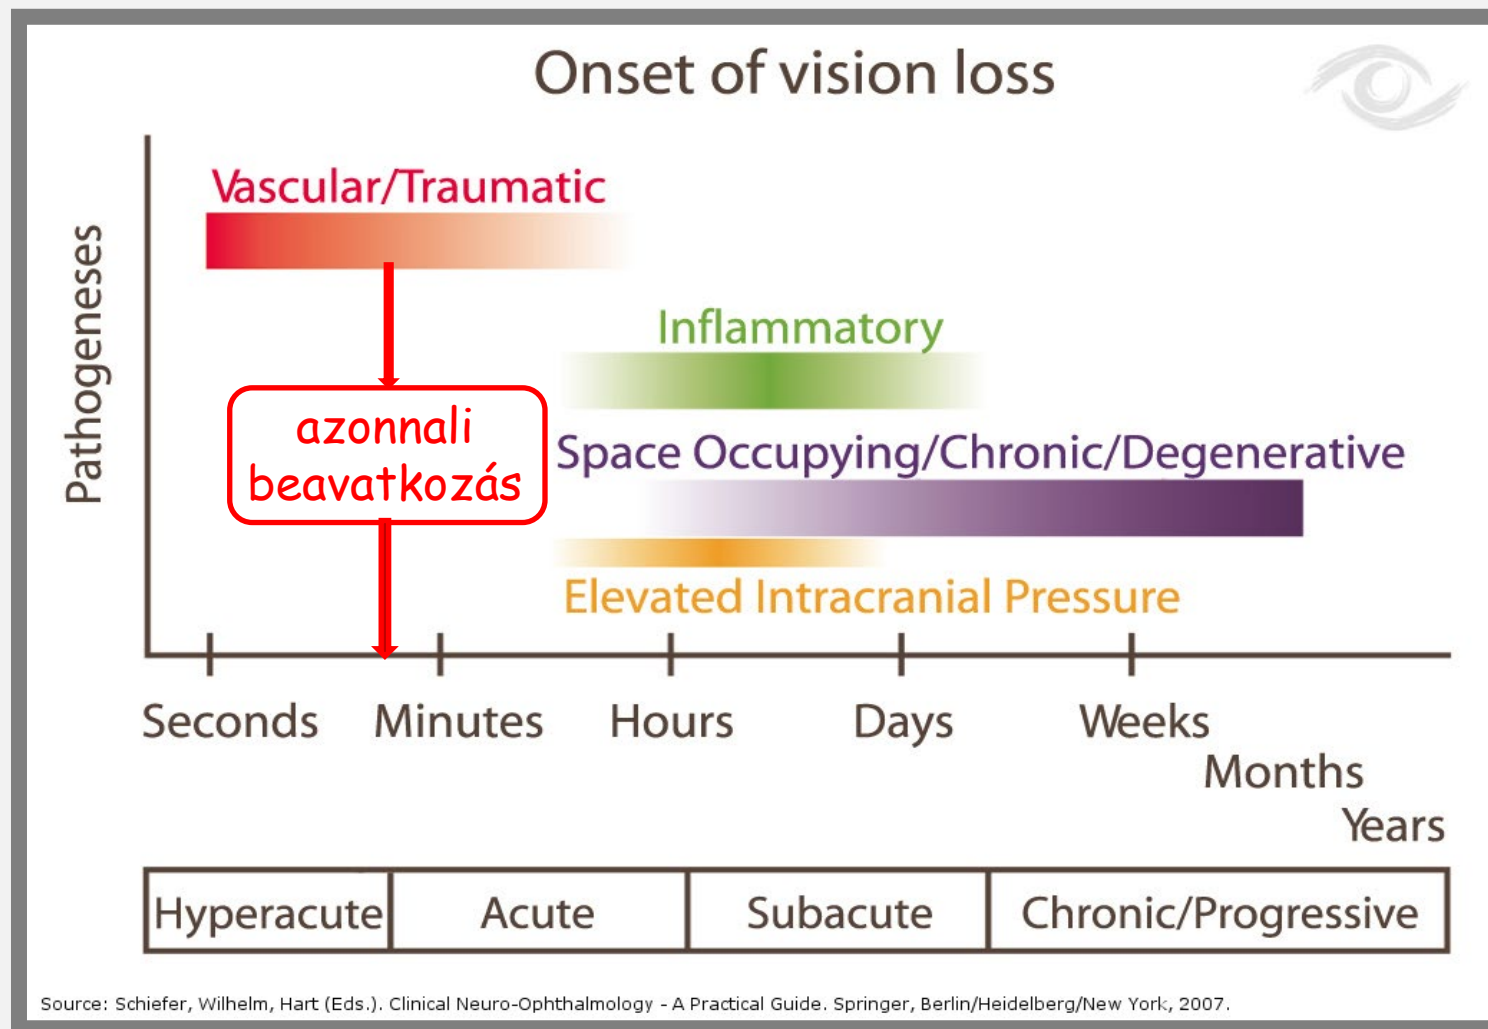 Onset of vision loss
Pathogeneses
Vascular/Traumatic
Inflammatory
azonnali
beavatkozás
Space Occupying/Chronic/Degenerative
Elevated Intracranial Pressure
Seconds Minutes Hours Days Weeks
Months
Years
Hyperacute Acute Subacute Chronic/Progressive
Source: Schiefer, Wilhelm, Hart (Eds.). Clinical Neuro-Ophthalmology - A Practical Guide. Springer, Berlin/Heidelberg/New York, 2007.